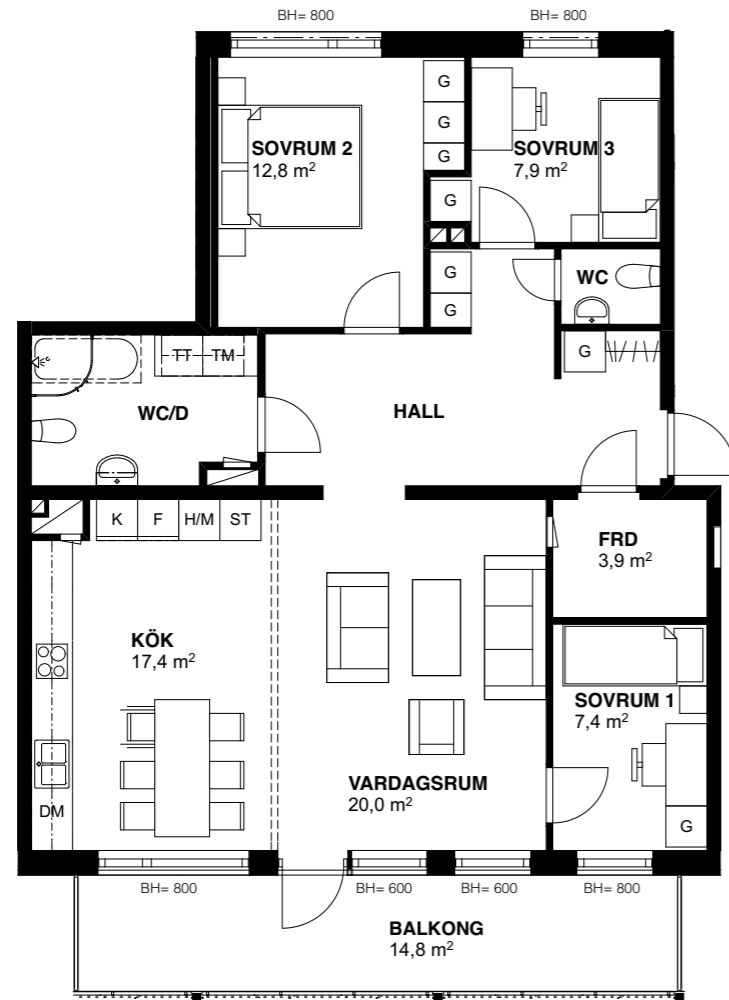 BH= 800
BH= 800
G
G
G
SOVRUM 2
12,8 m²
SOVRUM 3
7,9 m²
G
G
G
WC
G
TT
TM
WC/D
HALL
K
F
H/M
ST
FRD
3,9 m²
KÖK
17,4 m²
SOVRUM 1
7,4 m²
VARDAGSRUM
20,0 m²
DM
G
BH= 800
BH= 600
BH= 600
BH= 800
BALKONG
14,8 m²